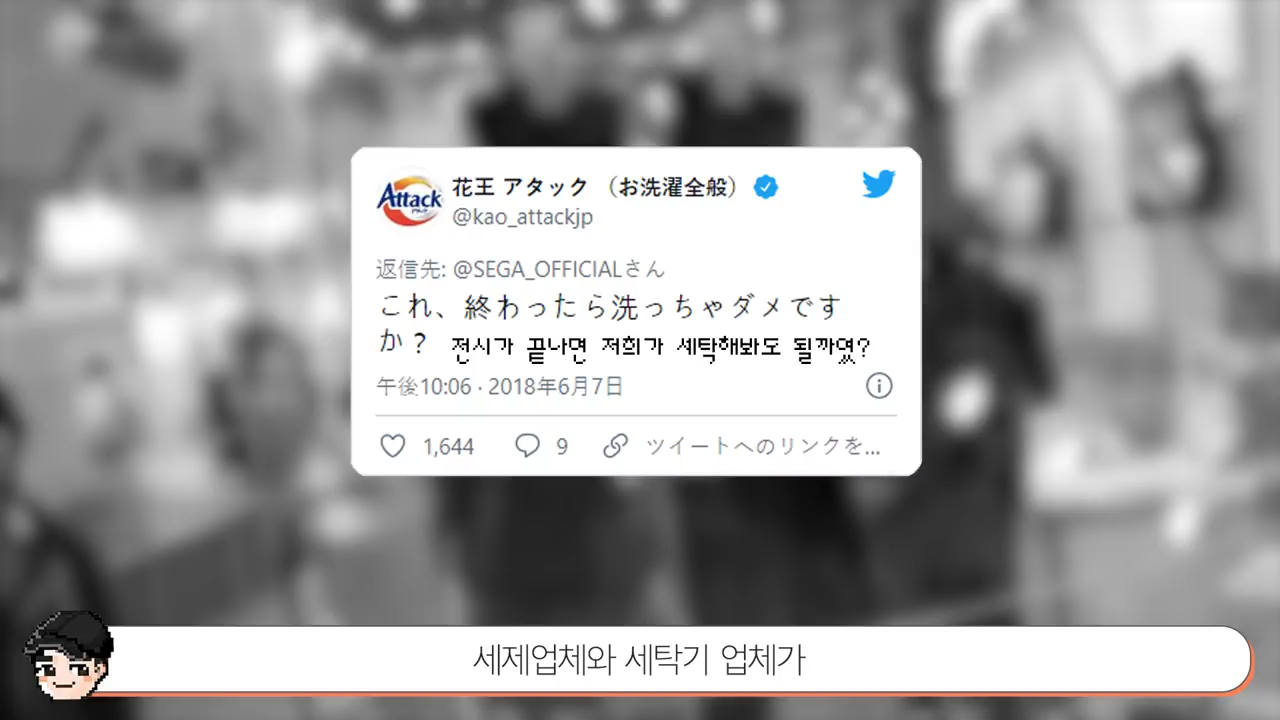 Attack
アタック
花王 アタック （お洗濯全般）
@kao_attackjp
返信先: @SEGA_OFFICIALさん
これ、終わったら洗っちゃダメです
か？ 전시가 끝나면 저희가 세탁해봐도 될까였?
午後10:06 · 2018年6月7日
1,644 9 ツイートへのリンクを...
세제업체와 세탁기 업체가